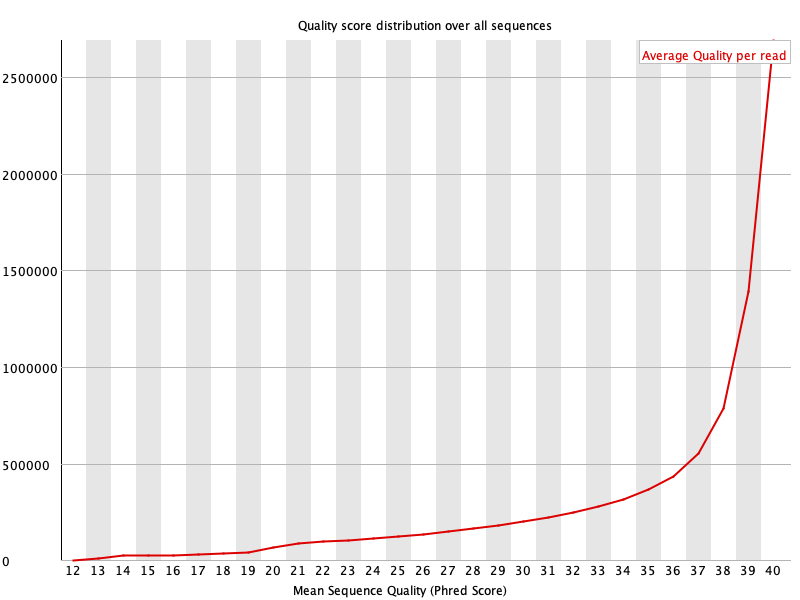 Quality score distribution over all sequences
Average Quality per read
2500000
2000000
1500000
1000000
500000
0
12 13 14 15 16 17 18 19 20 21 22 23 24 25 26 27 28 29 30 31 32 33 34 35 36 37 38 39 40
Mean Sequence Quality (Phred Score)